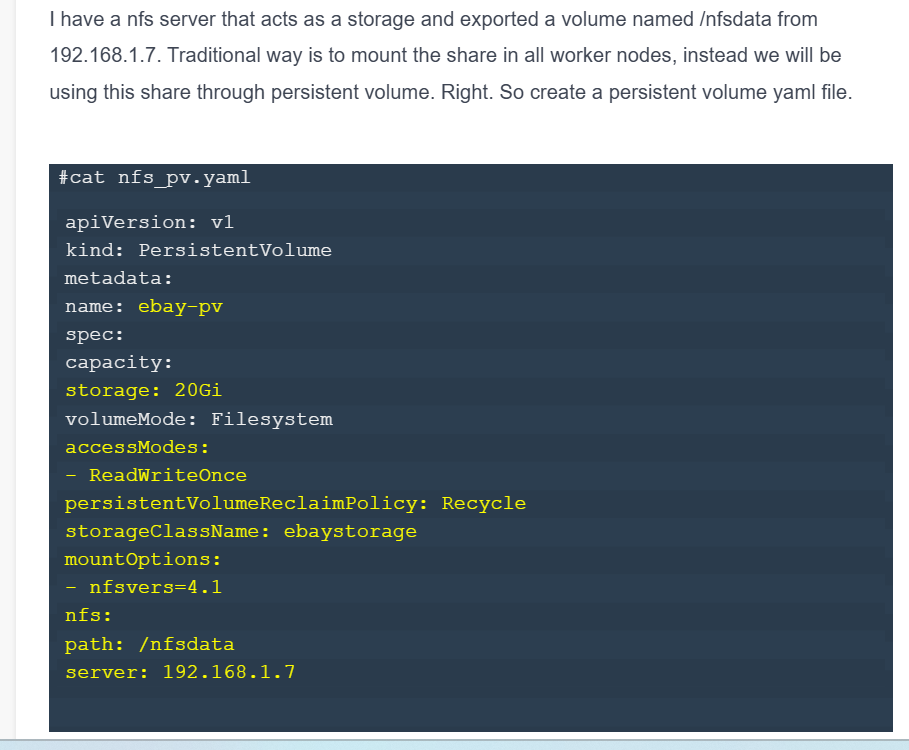 I have a nfs server that acts as a storage and exported a volume named /nfsdata from
192.168.1.7. Traditional way is to mount the share in all worker nodes, instead we will be
using this share through persistent volume. Right. So create a persistent volume yaml file.
#cat nfs_pv.yaml
apiVersion: v1
kind: PersistentVolume
metadata:
name: ebay-pv
spec:
capacity:
storage: 20Gi
volumeMode: Filesystem
accessModes:
- ReadWriteOnce
persistentVolumeReclaimPolicy: Recycle
storageClassName: ebaystorage
mountOptions:
- nfsvers=4.1
nfs:
path: /nfsdata
server: 192.168.1.7